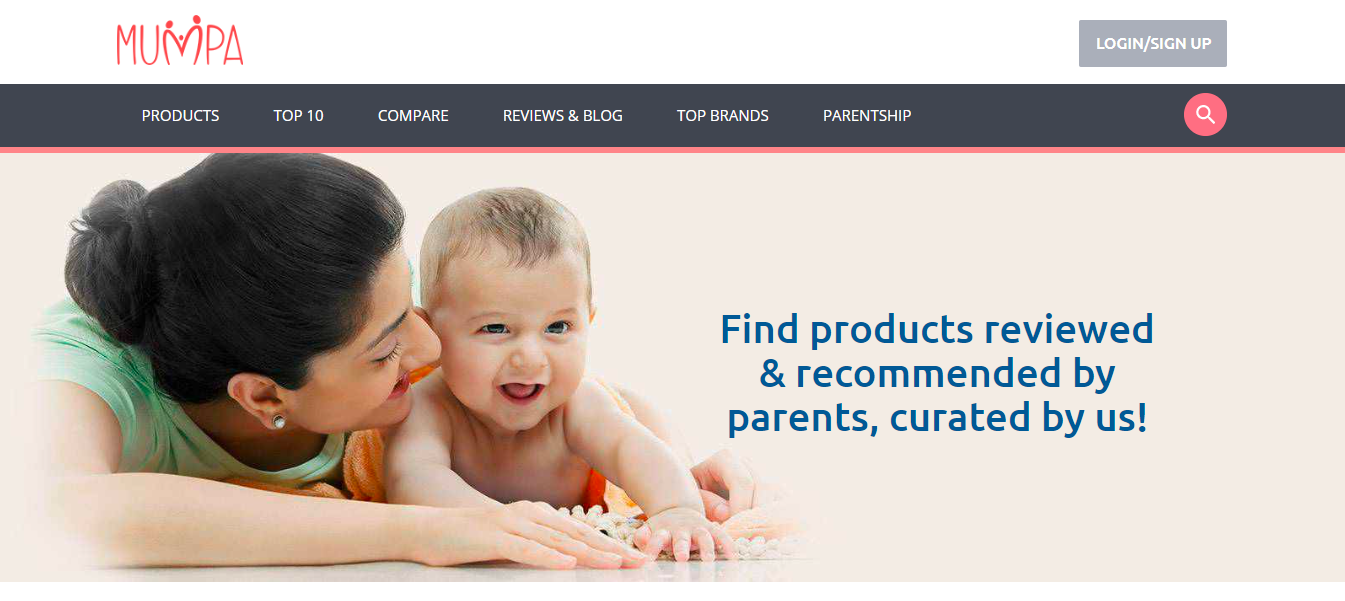 MUMPA
LOGIN/SIGN UP
PRODUCTS TOP 10 COMPARE REVIEWS & BLOG TOP BRANDS PARENTSHIP
Find products reviewed
& recommended by
parents, curated by us!